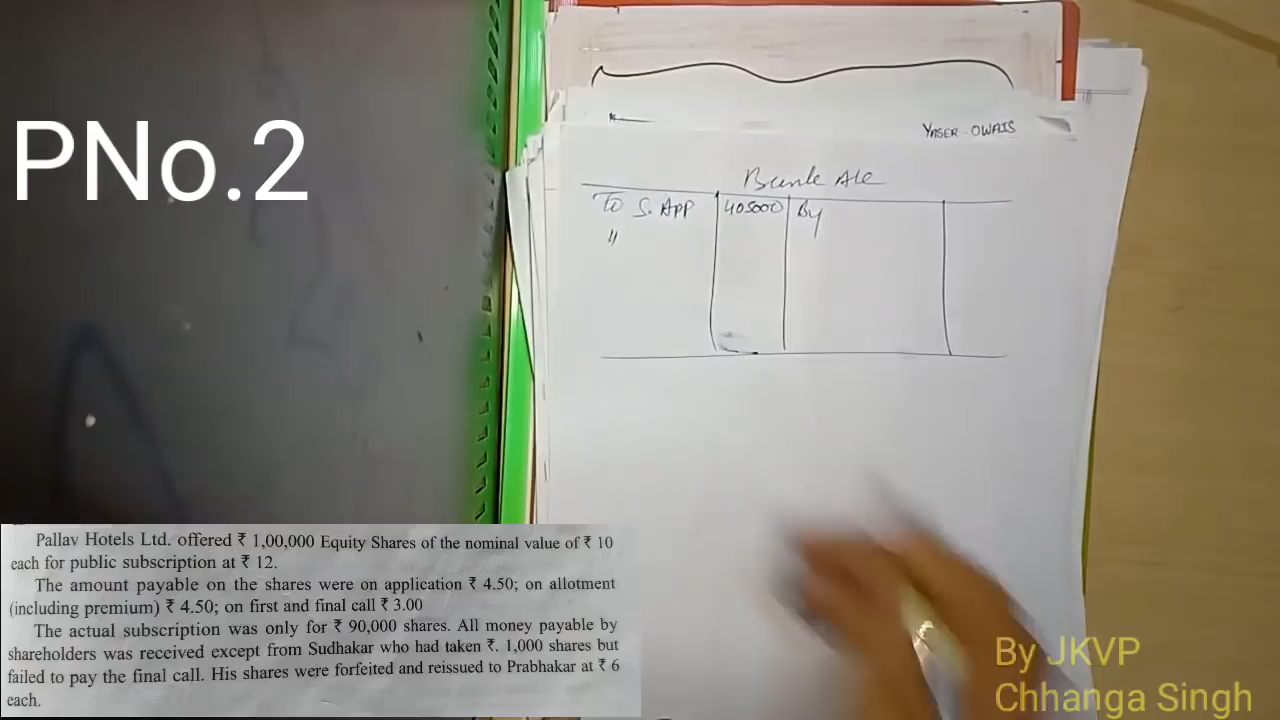 PNo.2
YASER-OWAIS
Bank A/c
To S. APP 405000 By
"
Pallav Hotels Ltd. offered ₹ 1,00,000 Equity Shares of the nominal value of ₹ 10
each for public subscription at ₹ 12.
The amount payable on the shares were on application ₹ 4.50; on allotment
(including premium) ₹ 4.50; on first and final call ₹ 3.00
The actual subscription was only for ₹ 90,000 shares. All money payable by
shareholders was received except from Sudhakar who had taken ₹. 1,000 shares but
failed to pay the final call. His shares were forfeited and reissued to Prabhakar at ₹ 6
each.
By JKVP
Chhanga Singh